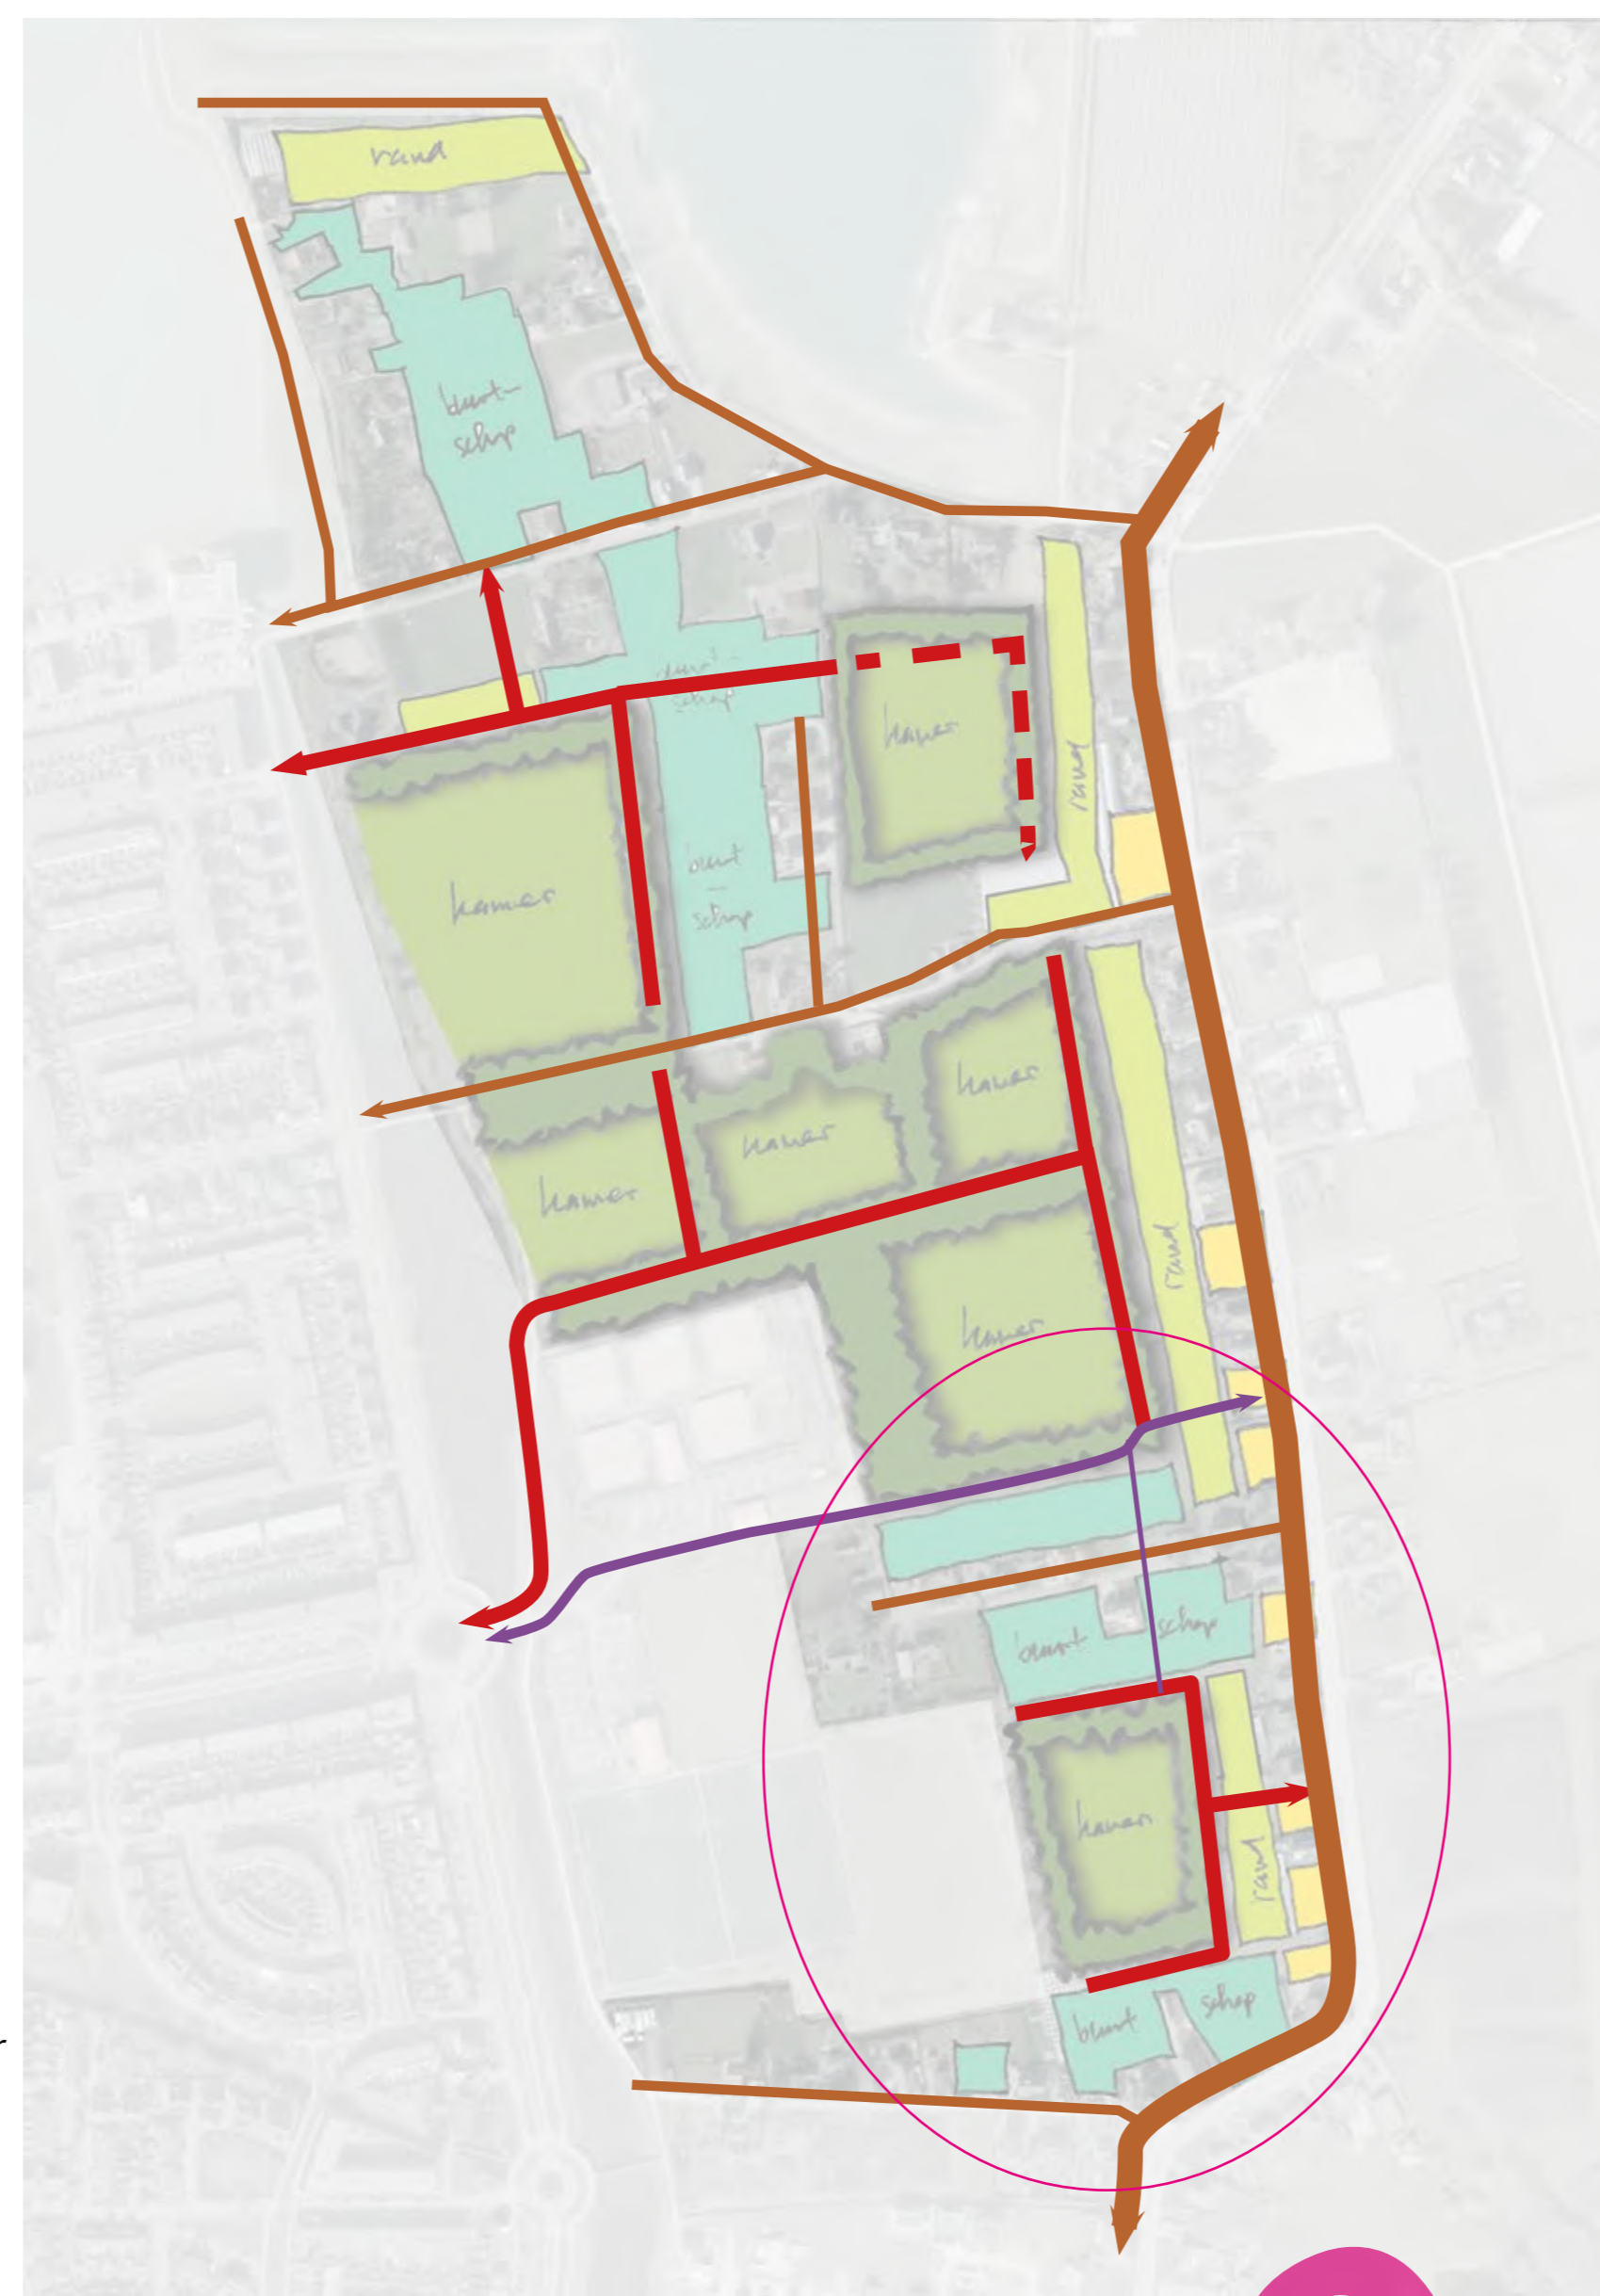 rand
buurt-
schap
buurt-
schap
kamer
rand
buurt
-
schap
kamer
kamer
kamer
kamer
rand
kamer
buurt schap
kamer
rand
buurt schap
r